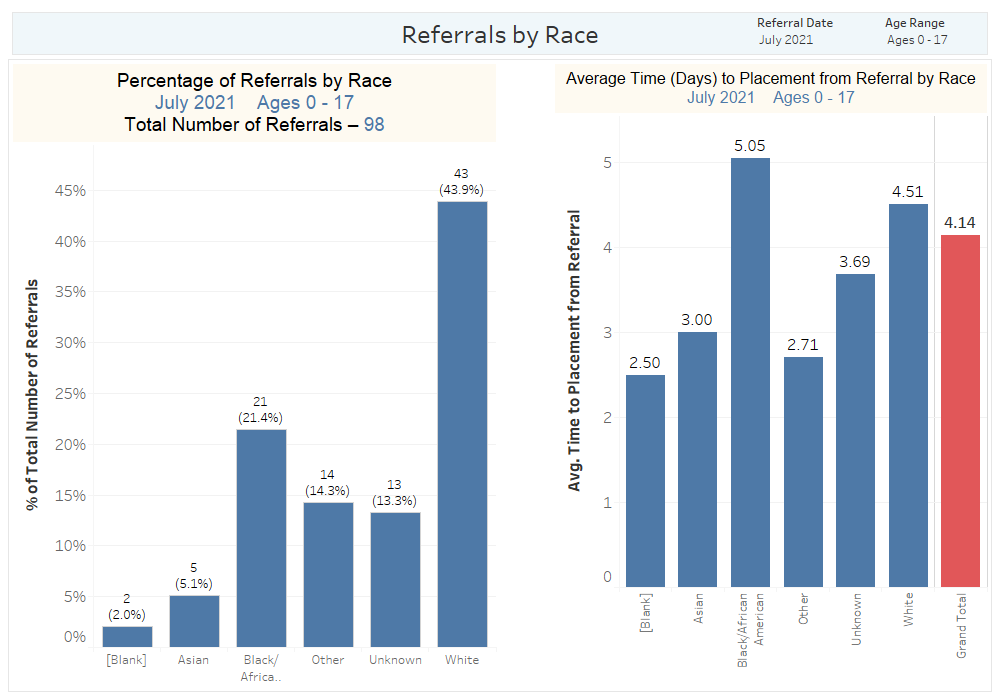 Referrals by Race
Referral Date
July 2021
Age Range
Ages 0 - 17
Percentage of Referrals by Race
July 2021 Ages 0 - 17
Total Number of Referrals – 98
% of Total Number of Referrals
45%
40%
35%
30%
25%
20%
15%
10%
5%
0%
2
(2.0%)
5
(5.1%)
21
(21.4%)
14
(14.3%)
13
(13.3%)
43
(43.9%)
[Blank]
Asian
Black/
Africa..
Other
Unknown
White
Average Time (Days) to Placement from Referral by Race
July 2021 Ages 0 - 17
Avg. Time to Placement from Referral
5
4
3
2
1
0
2.50
3.00
5.05
2.71
3.69
4.51
4.14
[Blank]
Asian
Black/African
American
Other
Unknown
White
Grand Total